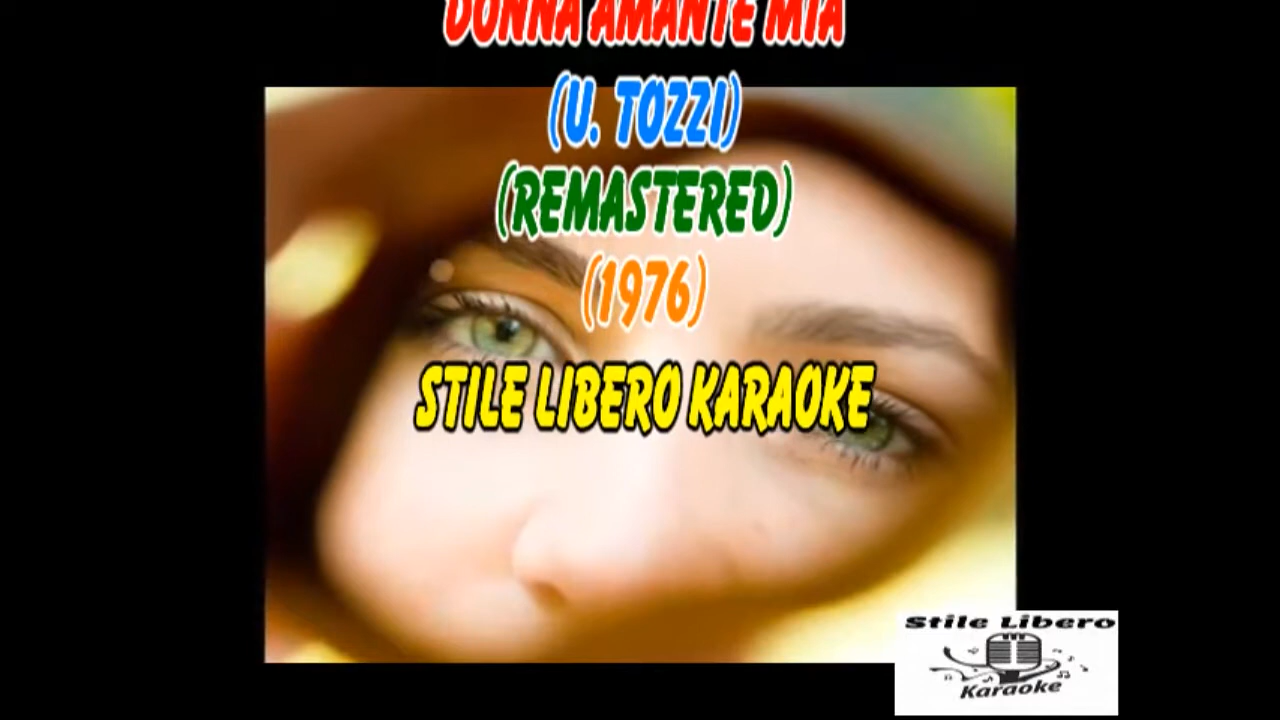 DONNA AMANTE MIA
(U. TOZZI)
(REMASTERED)
(1976)
STILE LIBERO KARAOKE
Stile Libero
Karaoke